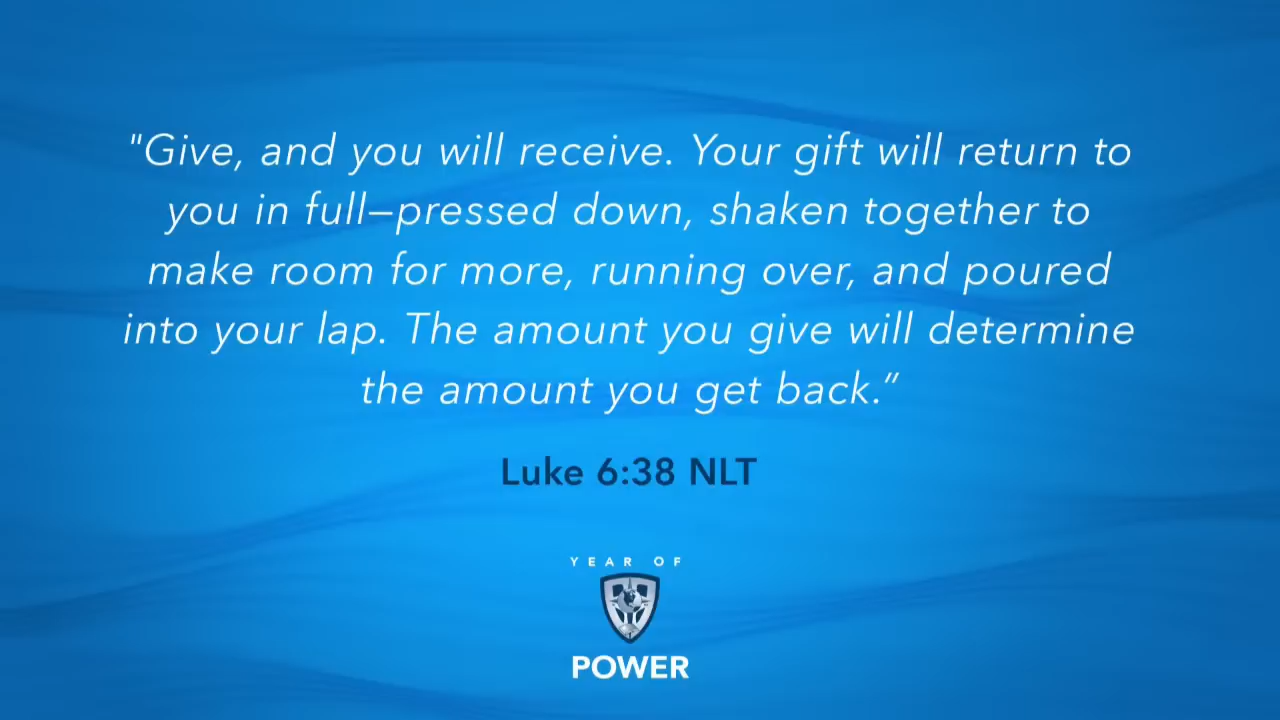 "Give, and you will receive. Your gift will return to
you in full—pressed down, shaken together to
make room for more, running over, and poured
into your lap. The amount you give will determine
the amount you get back.”
Luke 6:38 NLT
YEAR OF
POWER